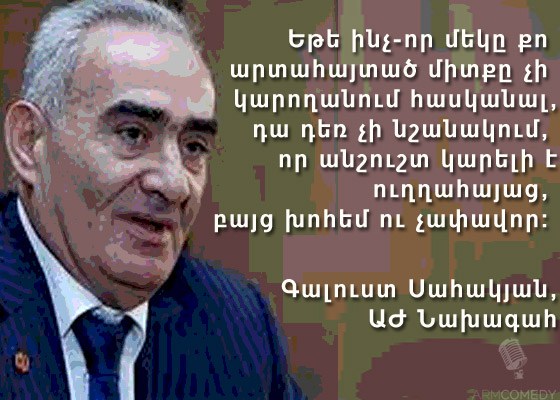 Եթե ինչ-որ մեկը քո
արտահայտած միտքը չի
կարողանում հասկանալ,
դա դեռ չի նշանակում,
որ անշուշտ կարելի է
ուղղահայաց,
բայց խոհեմ ու չափավոր:
Գալուստ Սահակյան,
ԱԺ Նախագահ
ARMCOMEDY